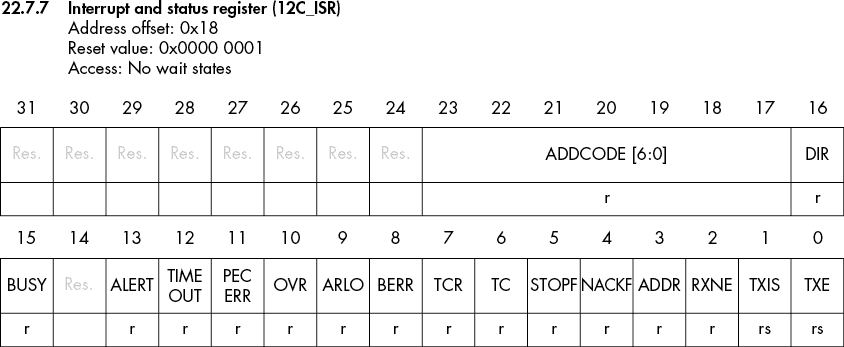 22.7.7 Interrupt and status register (12C_ISR)
Address offset: 0x18
Reset value: 0x0000 0001
Access: No wait states
31 30 29 28 27 26 25 24 23 22 21 20 19 18 17 16
Res. Res. Res. Res. Res. Res. Res. Res. ADDCODE [6:0] DIR
r r
15 14 13 12 11 10 9 8 7 6 5 4 3 2 1 0
BUSY Res. ALERT TIME OUT PEC ERR OVR ARLO BERR TCR TC STOPF NACKF ADDR RXNE TXIS TXE
r r r r r r r r r r r r r rs rs